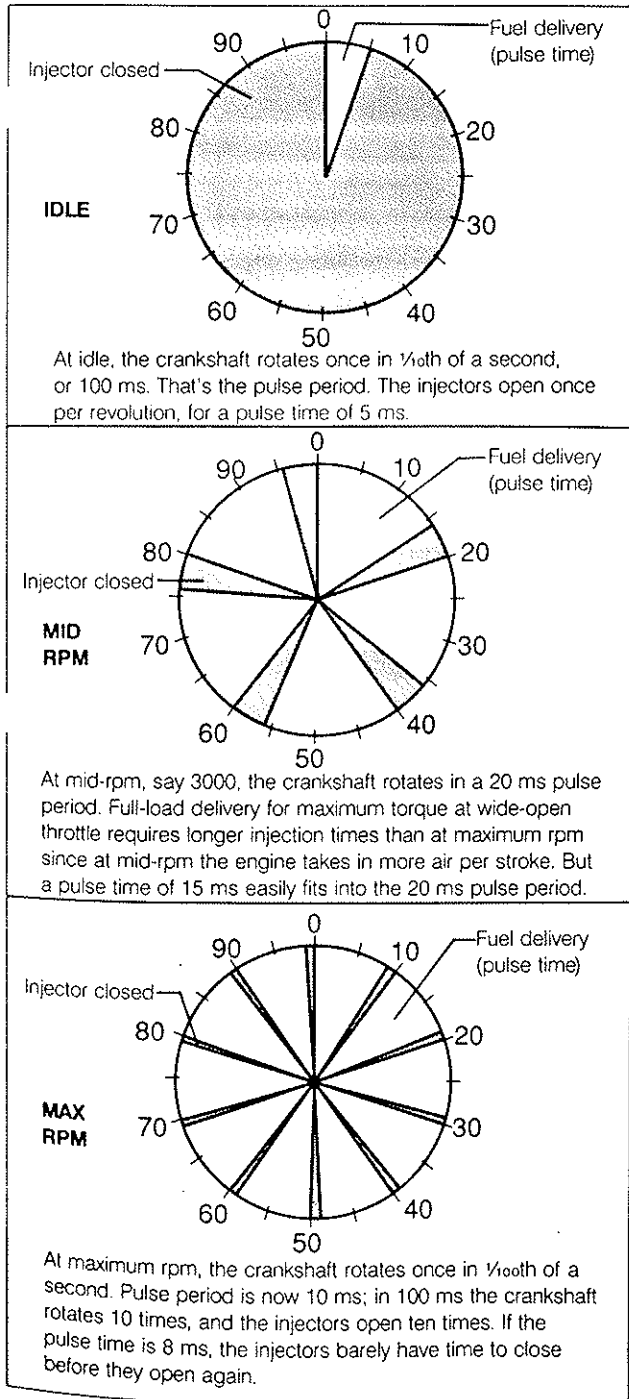 0
Fuel delivery
(pulse time)
90
10
Injector closed
80
20
IDLE
70
30
60
40
50
At idle, the crankshaft rotates once in 1/10th of a second,
or 100 ms. That's the pulse period. The injectors open once
per revolution, for a pulse time of 5 ms.
0
Fuel delivery
(pulse time)
90
10
80
20
Injector closed
MID
RPM
70
30
60
40
50
At mid-rpm, say 3000, the crankshaft rotates in a 20 ms pulse
period. Full-load delivery for maximum torque at wide-open
throttle requires longer injection times than at maximum rpm
since at mid-rpm the engine takes in more air per stroke. But
a pulse time of 15 ms easily fits into the 20 ms pulse period.
0
Fuel delivery
(pulse time)
90
10
Injector closed
80
20
MAX
RPM
70
30
60
40
50
At maximum rpm, the crankshaft rotates once in 1/100th of a
second. Pulse period is now 10 ms; in 100 ms the crankshaft
rotates 10 times, and the injectors open ten times. If the
pulse time is 8 ms, the injectors barely have time to close
before they open again.